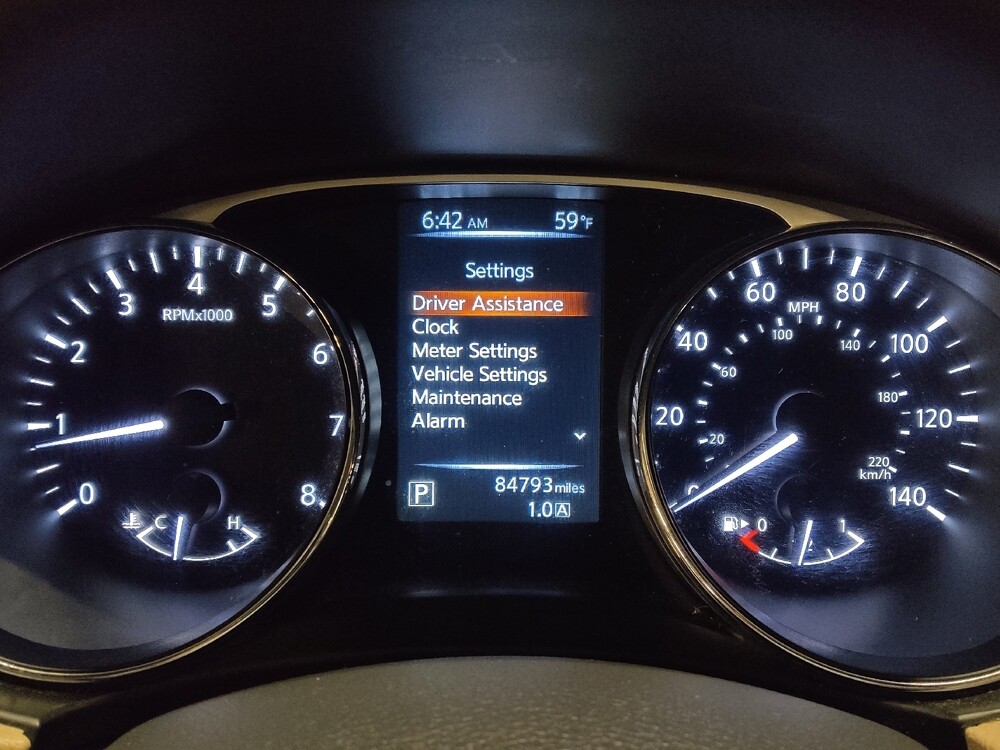 6:42 AM 59°F
Settings
Driver Assistance
Clock
Meter Settings
Vehicle Settings
Maintenance
Alarm
P 84793 miles
1.0 A
0
1
2
3
4
5
6
7
8
RPMx1000
C H
0
20
40
60
80
100
120
140
MPH
20
60
100
140
180
220
km/h
0 1